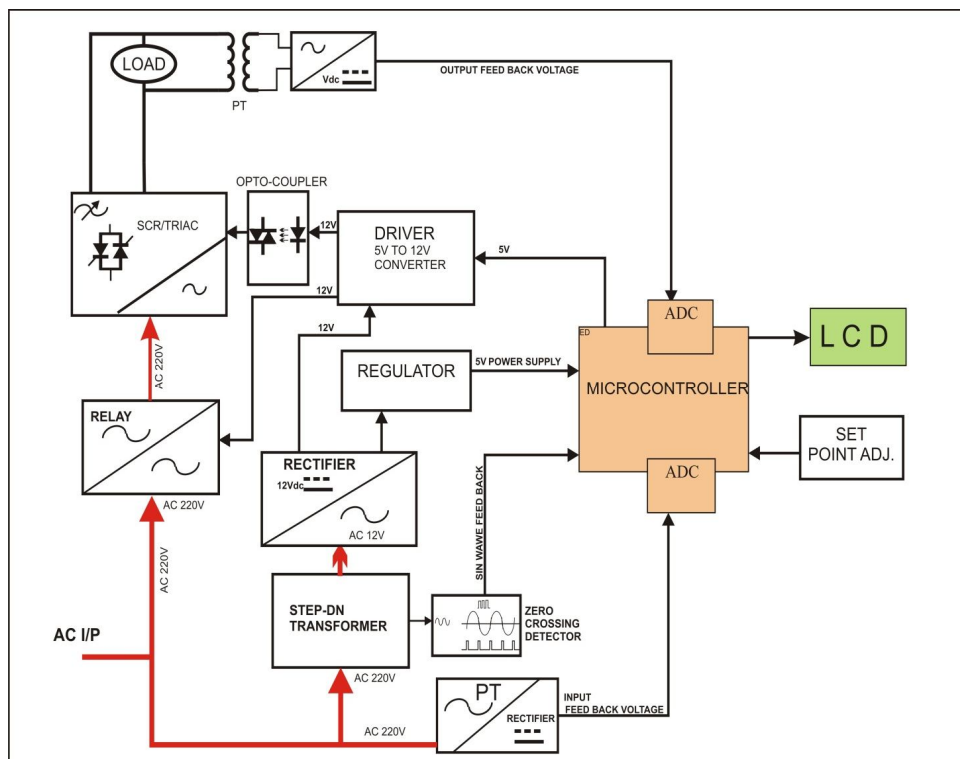 LOAD
PT
Vdc
OUTPUT FEED BACK VOLTAGE
OPTO-COUPLER
SCR/TRIAC
12V
DRIVER
5V TO 12V
CONVERTER
5V
12V
12V
AC 220V
ADC
ED
MICROCONTROLLER
LCD
REGULATOR
5V POWER SUPPLY
RELAY
SET
POINT ADJ.
RECTIFIER
12Vdc
AC 12V
ADC
AC 220V
AC 220V
SIN WAWE FEED BACK
STEP-DN
TRANSFORMER
ZERO
CROSSING
DETECTOR
AC I/P
AC 220V
PT
RECTIFIER
INPUT
FEED BACK VOLTAGE
AC 220V